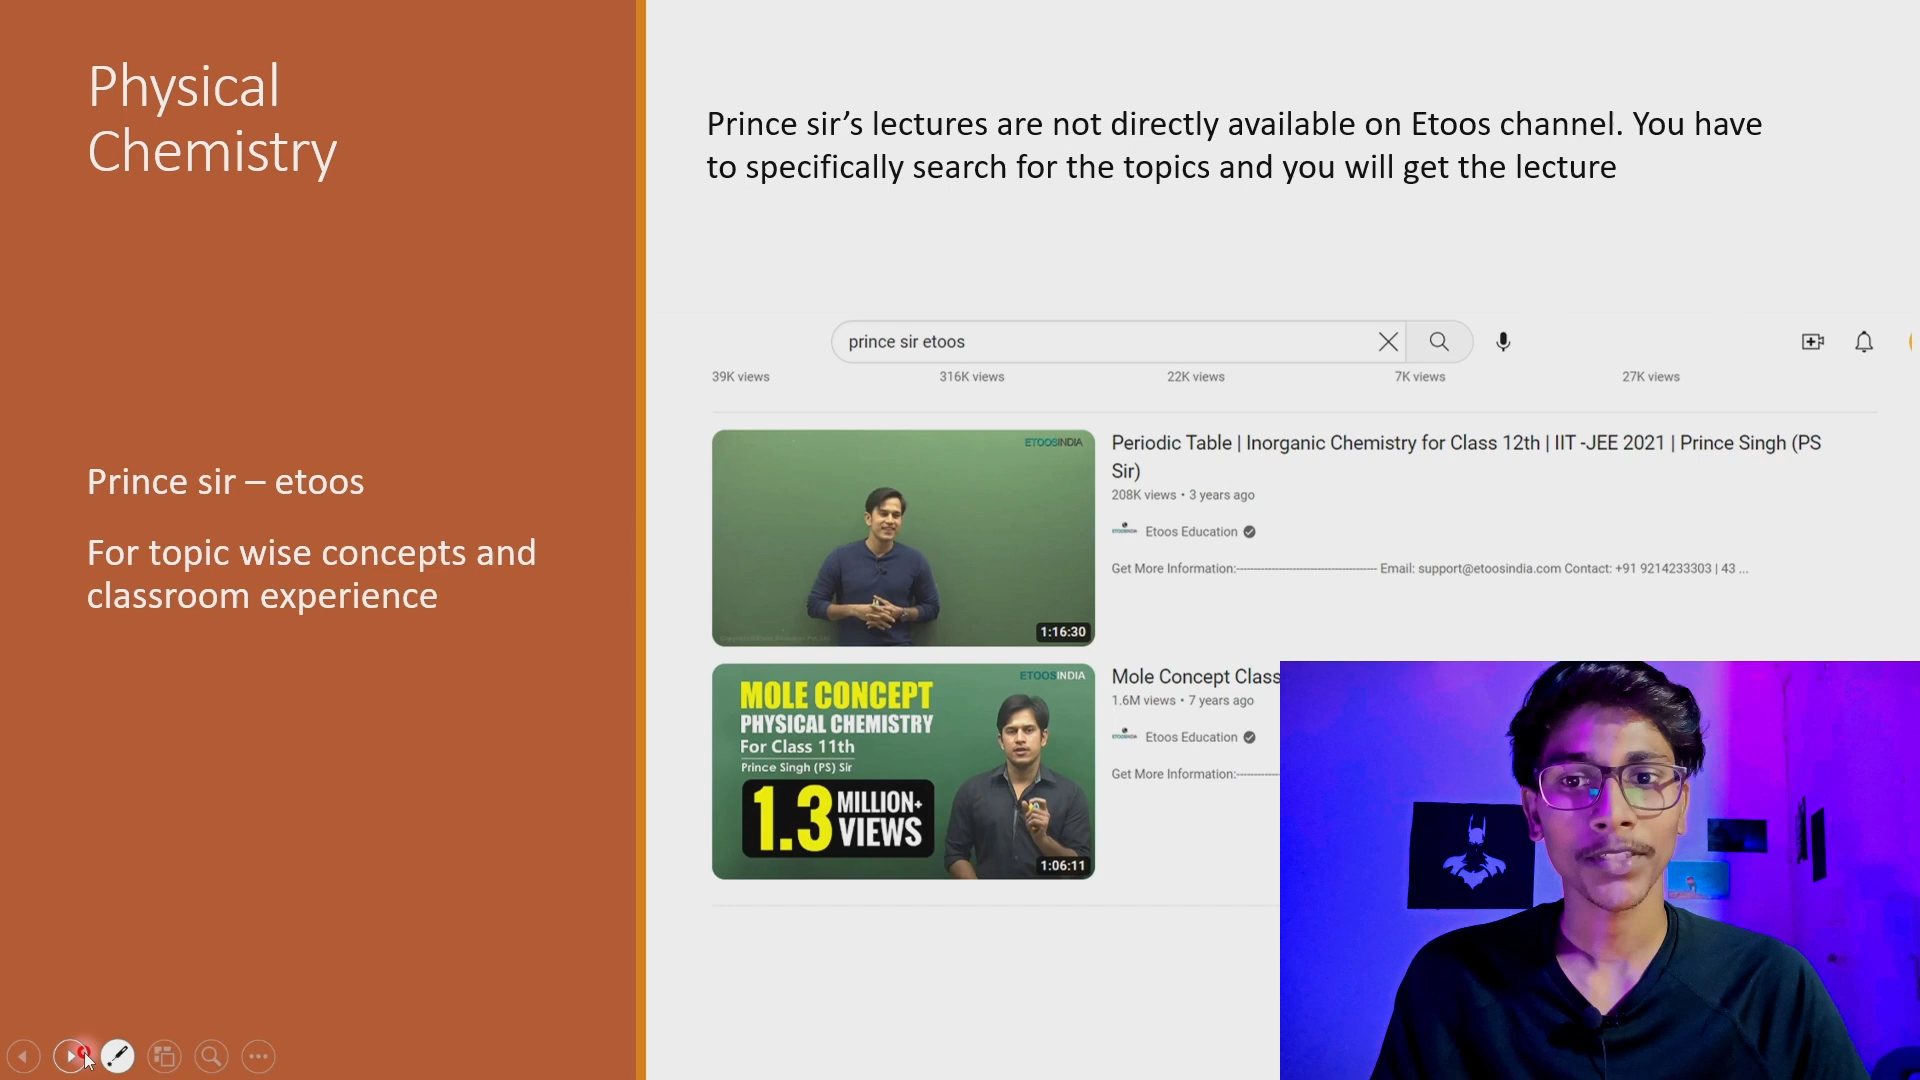 Physical
Chemistry
Prince sir – etoos
For topic wise concepts and
classroom experience
Prince sir’s lectures are not directly available on Etoos channel. You have
to specifically search for the topics and you will get the lecture
prince sir etoos
39K views
316K views
22K views
7K views
27K views
ETOOSINDIA
1:16:30
Periodic Table | Inorganic Chemistry for Class 12th | IIT -JEE 2021 | Prince Singh (PS
Sir)
208K views • 3 years ago
Etoos Education
Get More Information:---------------------------------------- Email: support@etoosindia.com Contact: +91 9214233303 | 43 ...
ETOOSINDIA
MOLE CONCEPT
PHYSICAL CHEMISTRY
For Class 11th
Prince Singh (PS) Sir
1.3 MILLION+
VIEWS
1:06:11
Mole Concept Class
1.6M views • 7 years ago
Etoos Education
Get More Information:------------